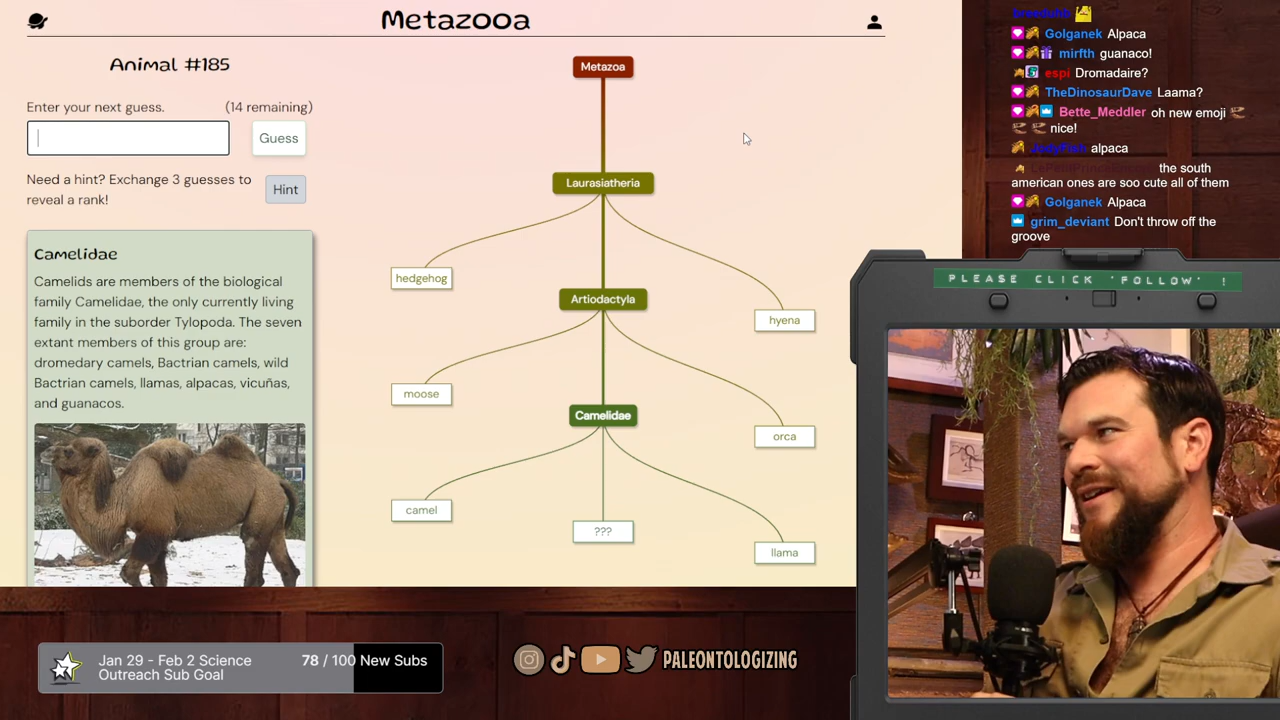 Metazooa
Animal #185
Enter your next guess.
(14 remaining)
Guess
Need a hint? Exchange 3 guesses to
reveal a rank!
Hint
Camelidae
Camelids are members of the biological
family Camelidae, the only currently living
family in the suborder Tylopoda. The seven
extant members of this group are:
dromedary camels, Bactrian camels, wild
Bactrian camels, llamas, alpacas, vicuñas,
and guanacos.
Metazoa
Laurasiatheria
hedgehog
hyena
Artiodactyla
moose
orca
Camelidae
camel
???
llama
Golganek Alpaca
mirfth guanaco!
espi Dromadaire?
TheDinosaurDave Laama?
Bette_Meddler oh new emoji
nice!
alpaca
the south
american ones are soo cute all of them
Golganek Alpaca
grim_deviant Don't throw off the
groove
PLEASE CLICK 'FOLLOW' !
Jan 29 - Feb 2 Science
Outreach Sub Goal
78 / 100 New Subs
PALEONTOLOGIZING